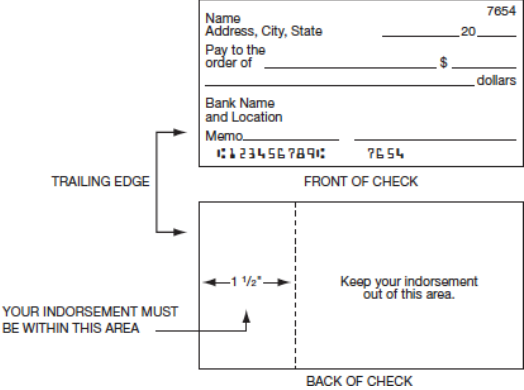 7654
Name
Address, City, State
20
Pay to the
order of $
dollars
Bank Name
and Location
Memo
⑆123456789⑆ 7654
TRAILING EDGE
FRONT OF CHECK
1 1/2"
Keep your indorsement
out of this area.
YOUR INDORSEMENT MUST
BE WITHIN THIS AREA
BACK OF CHECK